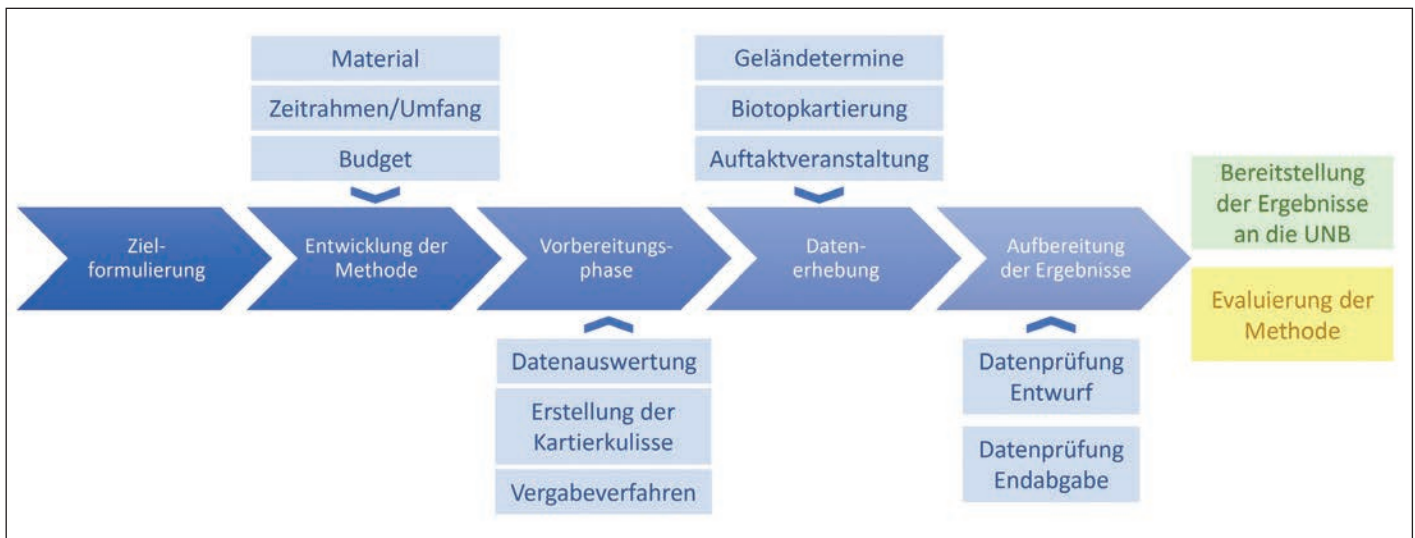 Material
Zeitrahmen/Umfang
Budget
Geländetermine
Biotopkartierung
Auftaktveranstaltung
Ziel-
formulierung
Entwicklung der
Methode
Vorbereitungs-
phase
Daten-
erhebung
Aufbereitung
der Ergebnisse
Bereitstellung
der Ergebnisse
an die UNB
Evaluierung der
Methode
Datenauswertung
Erstellung der
Kartierkulisse
Vergabeverfahren
Datenprüfung
Entwurf
Datenprüfung
Endabgabe